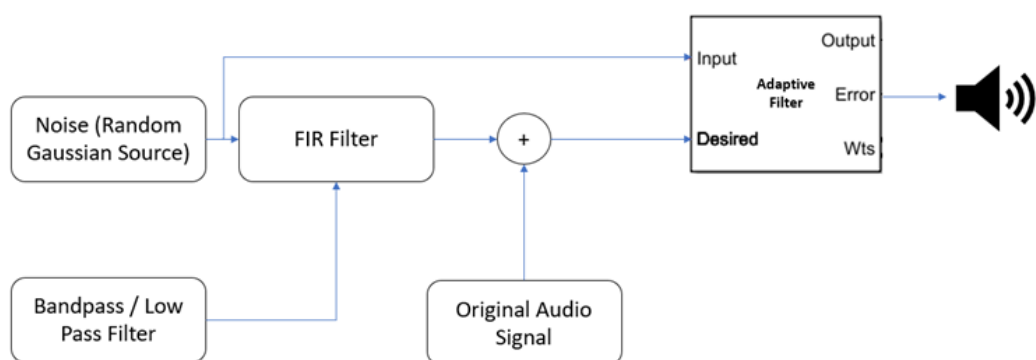 Output
Input
Adaptive
Filter
Error
Noise (Random
Gaussian Source)
FIR Filter
+
Desired
Wts
Bandpass / Low
Pass Filter
Original Audio
Signal